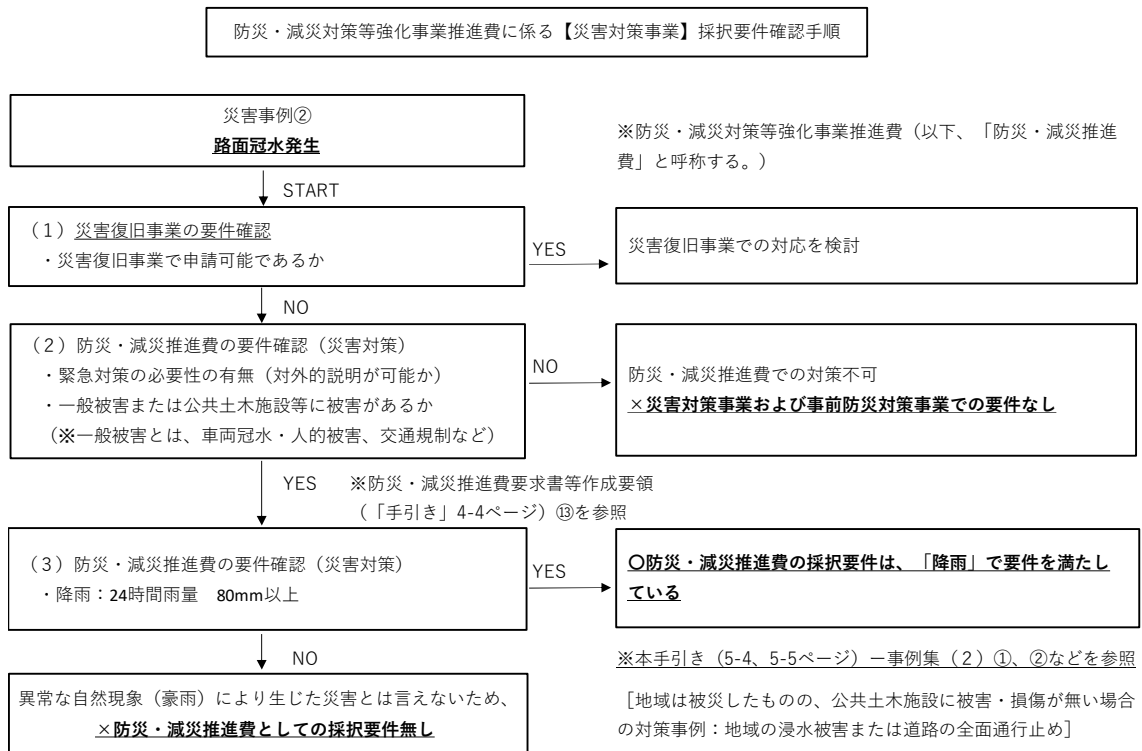 防災・減災対策等強化事業推進費に係る【災害対策事業】採択要件確認手順
災害事例②
路面冠水発生
※防災・減災対策等強化事業推進費（以下、「防災・減災推進
費」と呼称する。）
START
（１）災害復旧事業の要件確認
・災害復旧事業で申請可能であるか
YES
災害復旧事業での対応を検討
NO
（２）防災・減災推進費の要件確認（災害対策）
・緊急対策の必要性の有無（対外的説明が可能か）
・一般被害または公共土木施設等に被害があるか
（※一般被害とは、車両冠水・人的被害、交通規制など）
NO
防災・減災推進費での対策不可
×災害対策事業および事前防災対策事業での要件なし
YES ※防災・減災推進費要求書等作成要領
（「手引き」4-4ページ）⑬を参照
（３）防災・減災推進費の要件確認（災害対策）
・降雨：24時間雨量　80mm以上
YES
〇防災・減災推進費の採択要件は、「降雨」で要件を満たし
ている
NO
※本手引き（5-4、5-5ページ）ー事例集（２）①、②などを参照
［地域は被災したものの、公共土木施設に被害・損傷が無い場合
の対策事例：地域の浸水被害または道路の全面通行止め］
異常な自然現象（豪雨）により生じた災害とは言えないため、
×防災・減災推進費としての採択要件無し